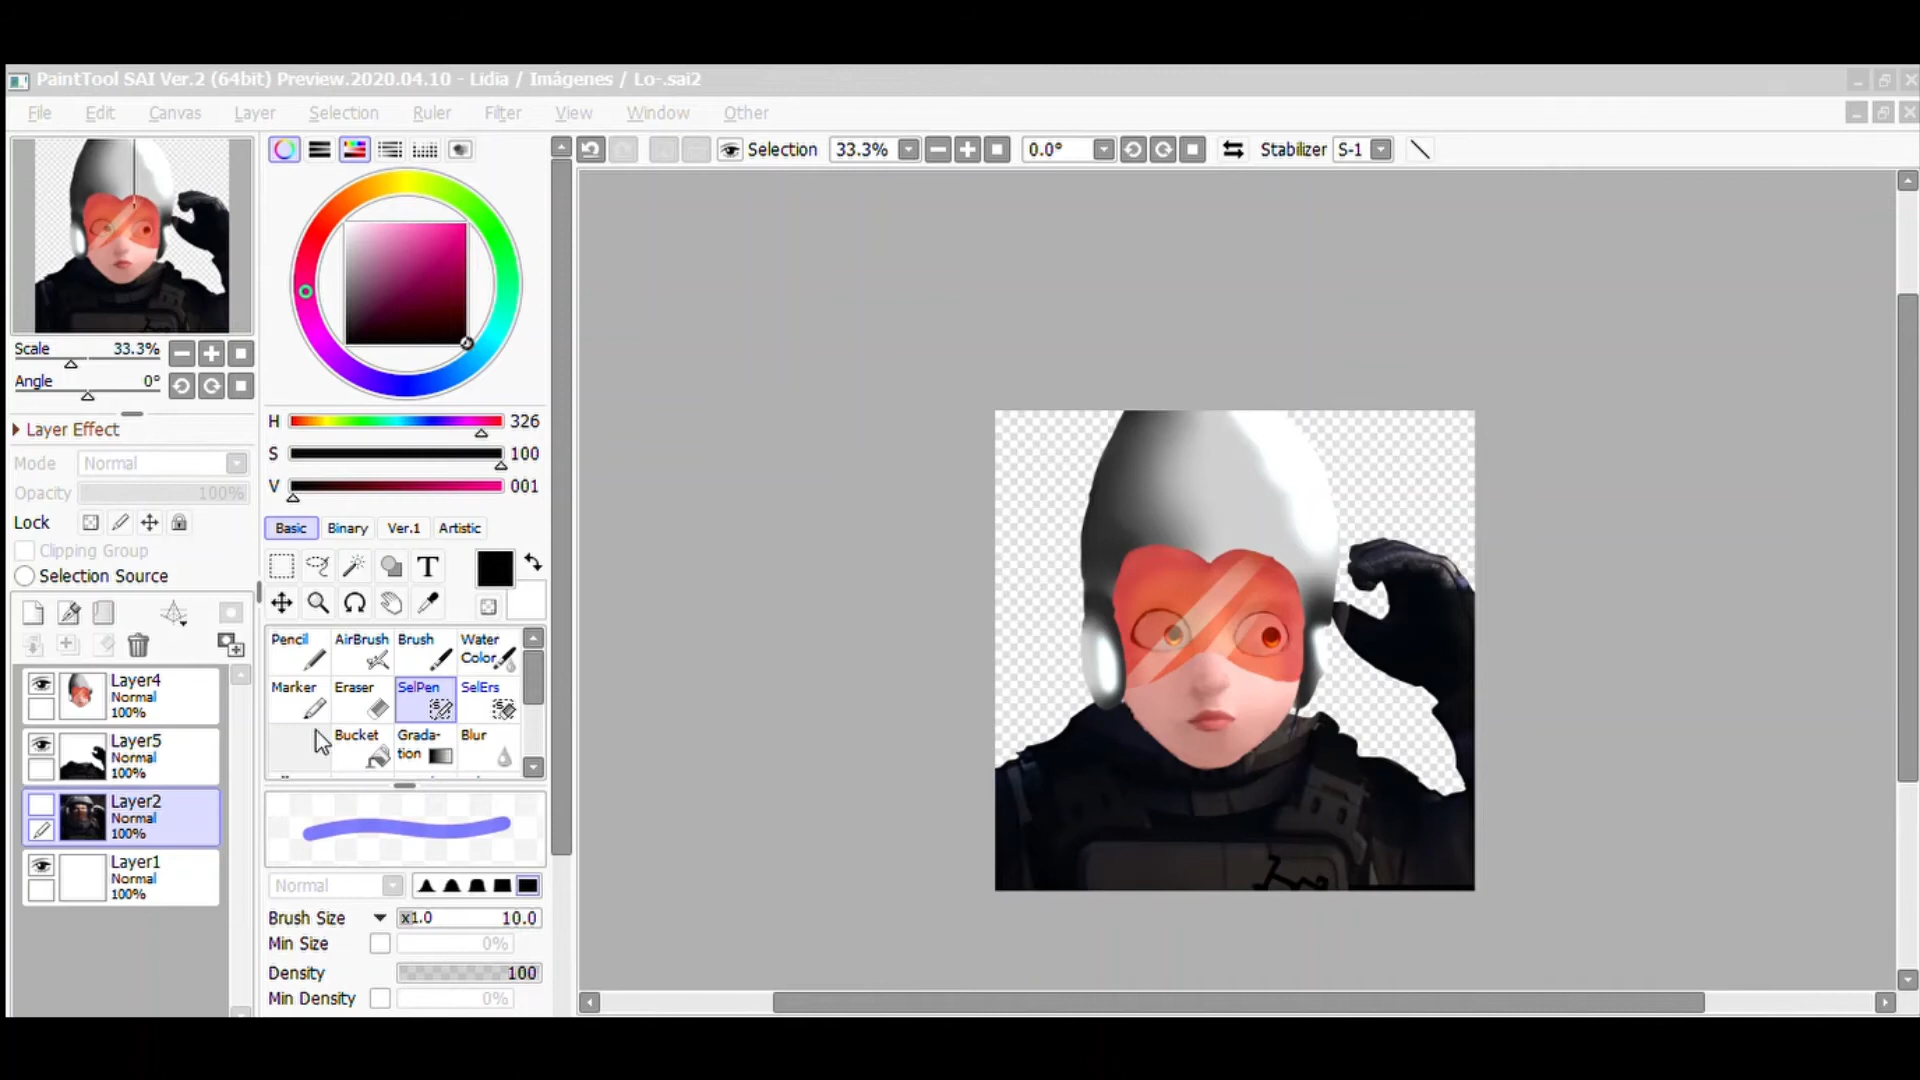 PaintTool SAI Ver.2 (64bit) Preview.2020.04.10 - Lidia / Imágenes / Lo-.sai2
File Edit Canvas Layer Selection Ruler Filter View Window Other
Selection 33.3% 0.0° Stabilizer S-1
Scale 33.3%
Angle 0°
Layer Effect
Mode Normal
Opacity 100%
Lock
Clipping Group
Selection Source
Layer4
Normal
100%
Layer5
Normal
100%
Layer2
Normal
100%
Layer1
Normal
100%
H 326
S 100
V 001
Basic Binary Ver.1 Artistic
T
Pencil AirBrush Brush Water
Color
Marker Eraser SelPen SelErs
Bucket Grada- Blur
tion
Normal
Brush Size x1.0 10.0
Min Size 0%
Density 100
Min Density 0%